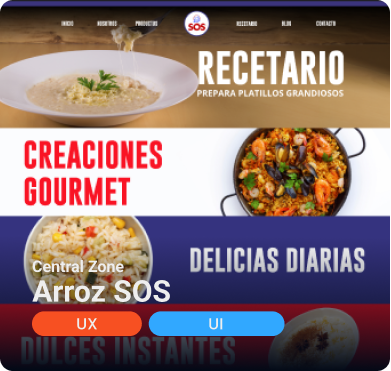 INICIO NOSOTROS PRODUCTOS SOS RECETARIO BLOG CONTACTO
RECETARIO
PREPARA PLATILLOS GRANDIOSOS
CREACIONES
GOURMET
DELICIAS DIARIAS
Central Zone
Arroz SOS
UX UI
DULCES INSTANTES